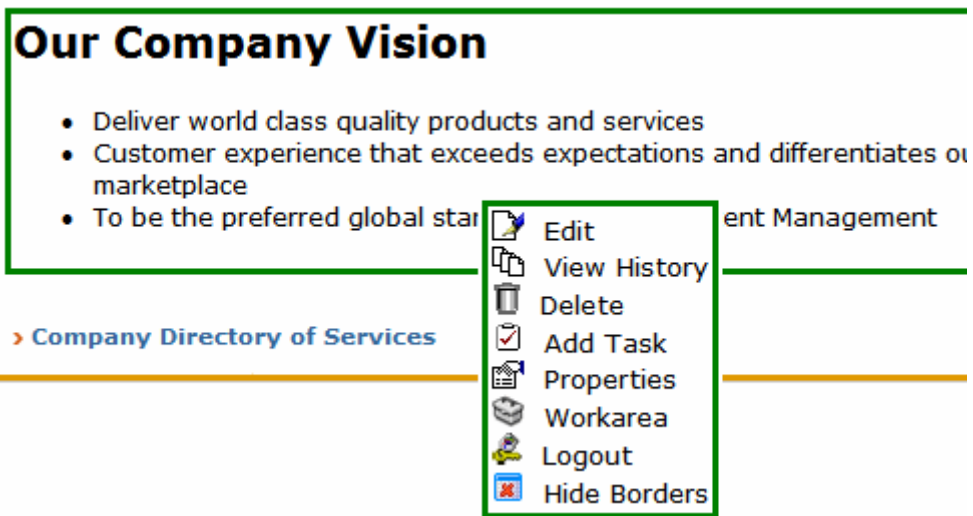 Our Company Vision
• Deliver world class quality products and services
• Customer experience that exceeds expectations and differentiates
marketplace
• To be the preferred global ent Management
Edit
View History
Delete
Add Task
Properties
Workarea
Logout
Hide Borders
› Company Directory of Services